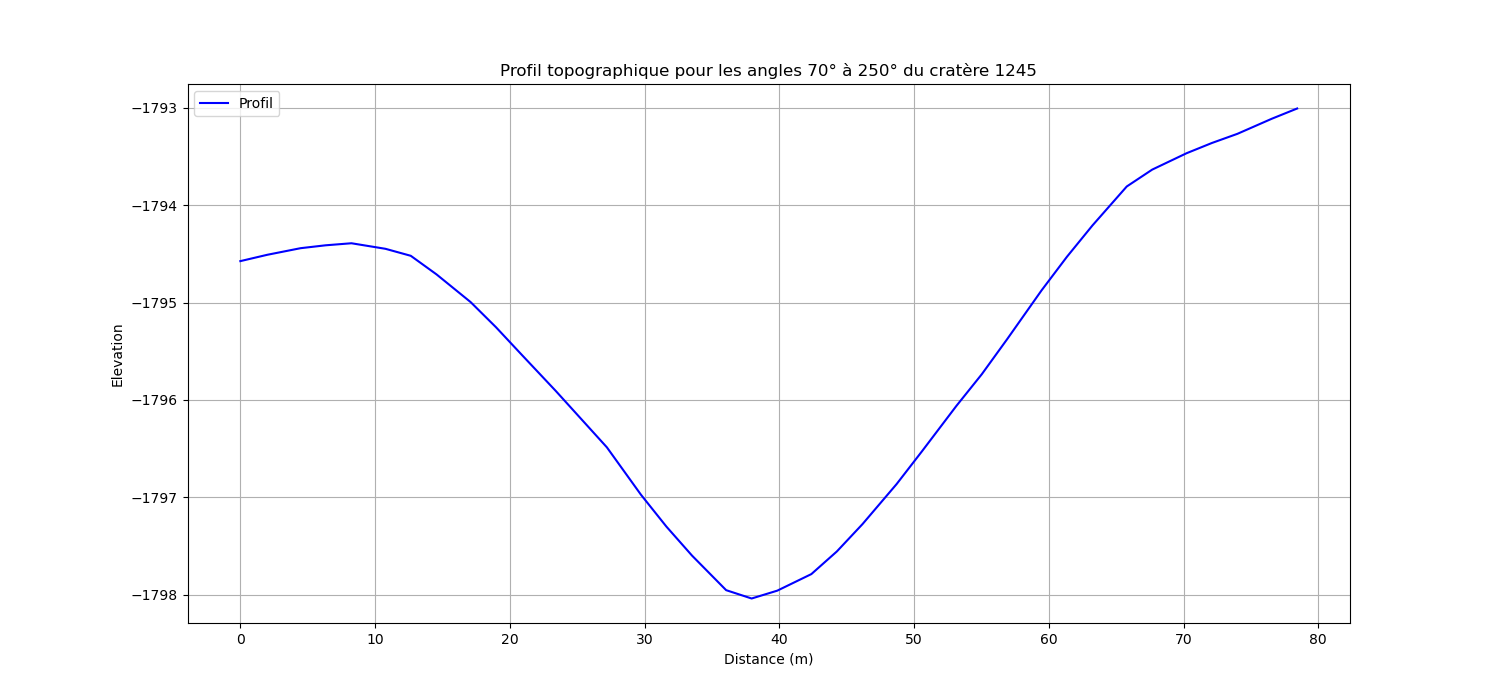 Profil topographique pour les angles 70° à 250° du cratère 1245
Profil
−1793
−1794
−1795
−1796
−1797
−1798
Elevation
0 10 20 30 40 50 60 70 80
Distance (m)